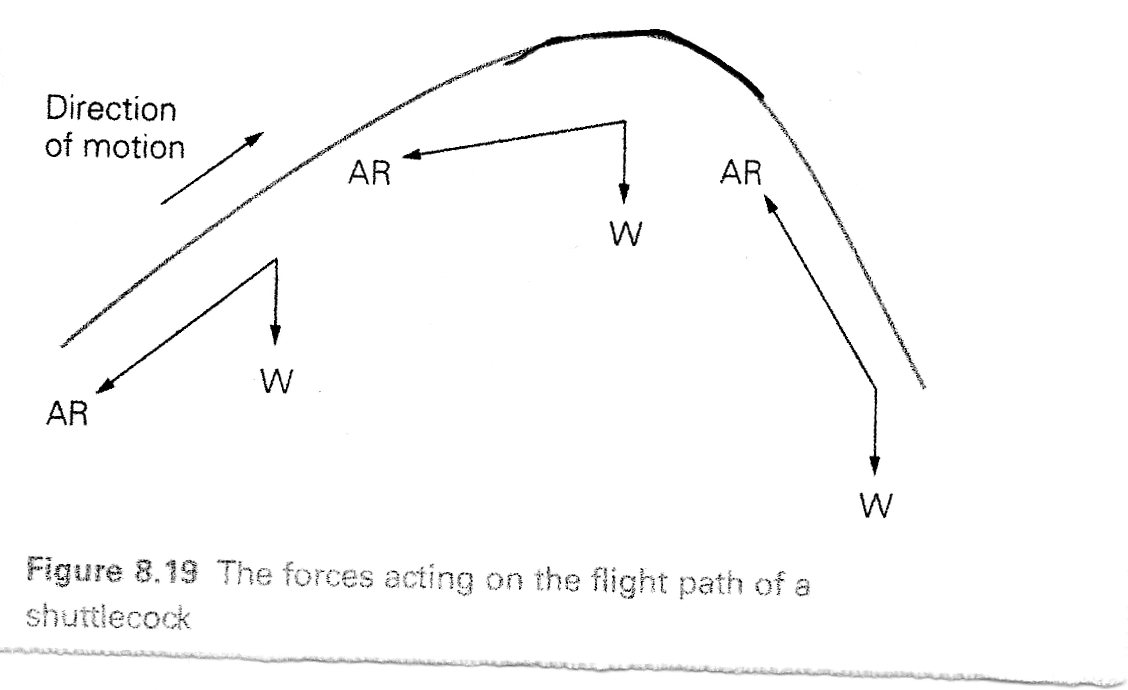 Direction
of motion
AR
W
AR
W
AR
W
Figure 8.19 The forces acting on the flight path of a
shuttlecock